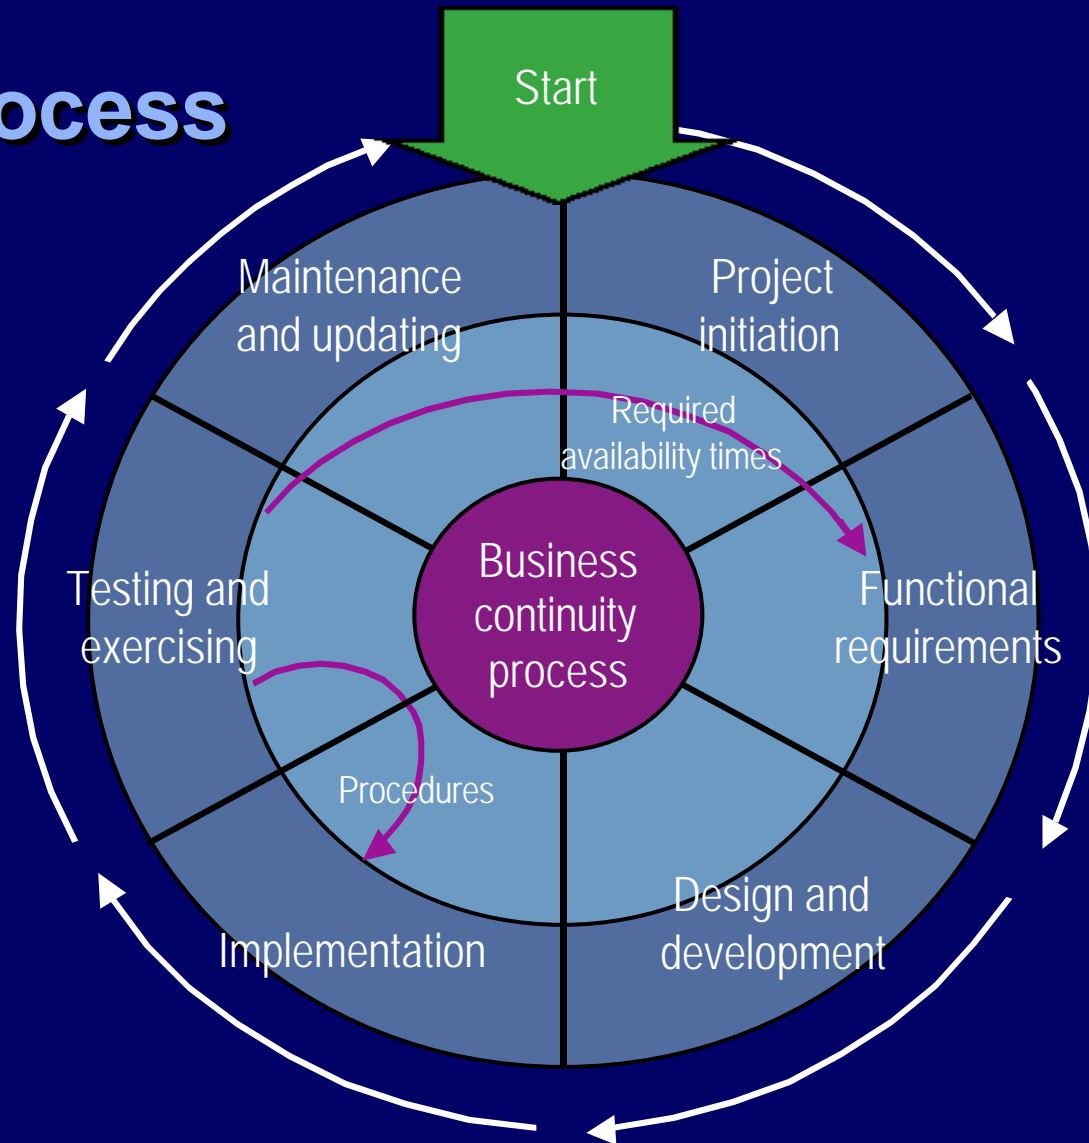 ocess
Start
Maintenance
and updating
Project
initiation
Required
availability times
Business
continuity
process
Testing and
exercising
Functional
requirements
Procedures
Design and
development
Implementation